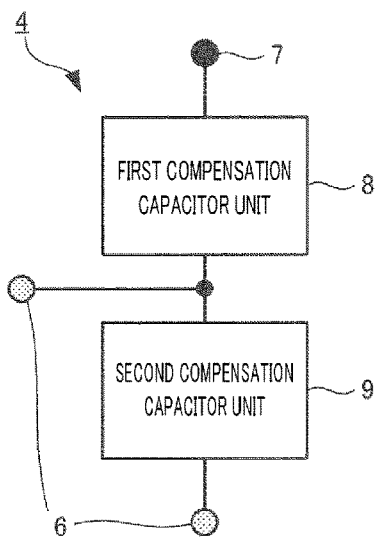 4
7
FIRST COMPENSATION
CAPACITOR UNIT
8
SECOND COMPENSATION
CAPACITOR UNIT
9
6